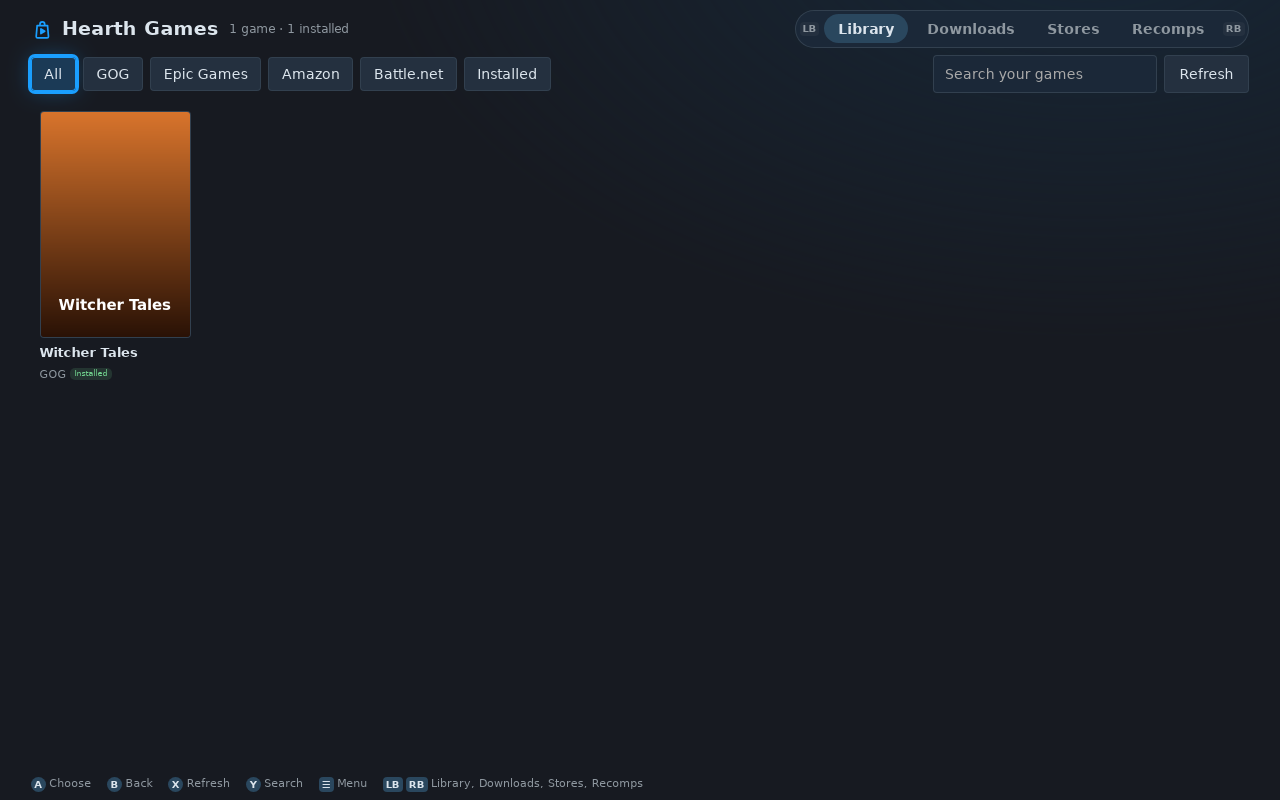 Hearth Games 1 game · 1 installed
LB Library Downloads Stores Recomps RB
All GOG Epic Games Amazon Battle.net Installed
Search your games Refresh
Witcher Tales
Witcher Tales
GOG Installed
A Choose B Back X Refresh Y Search ☰ Menu LB RB Library, Downloads, Stores, Recomps